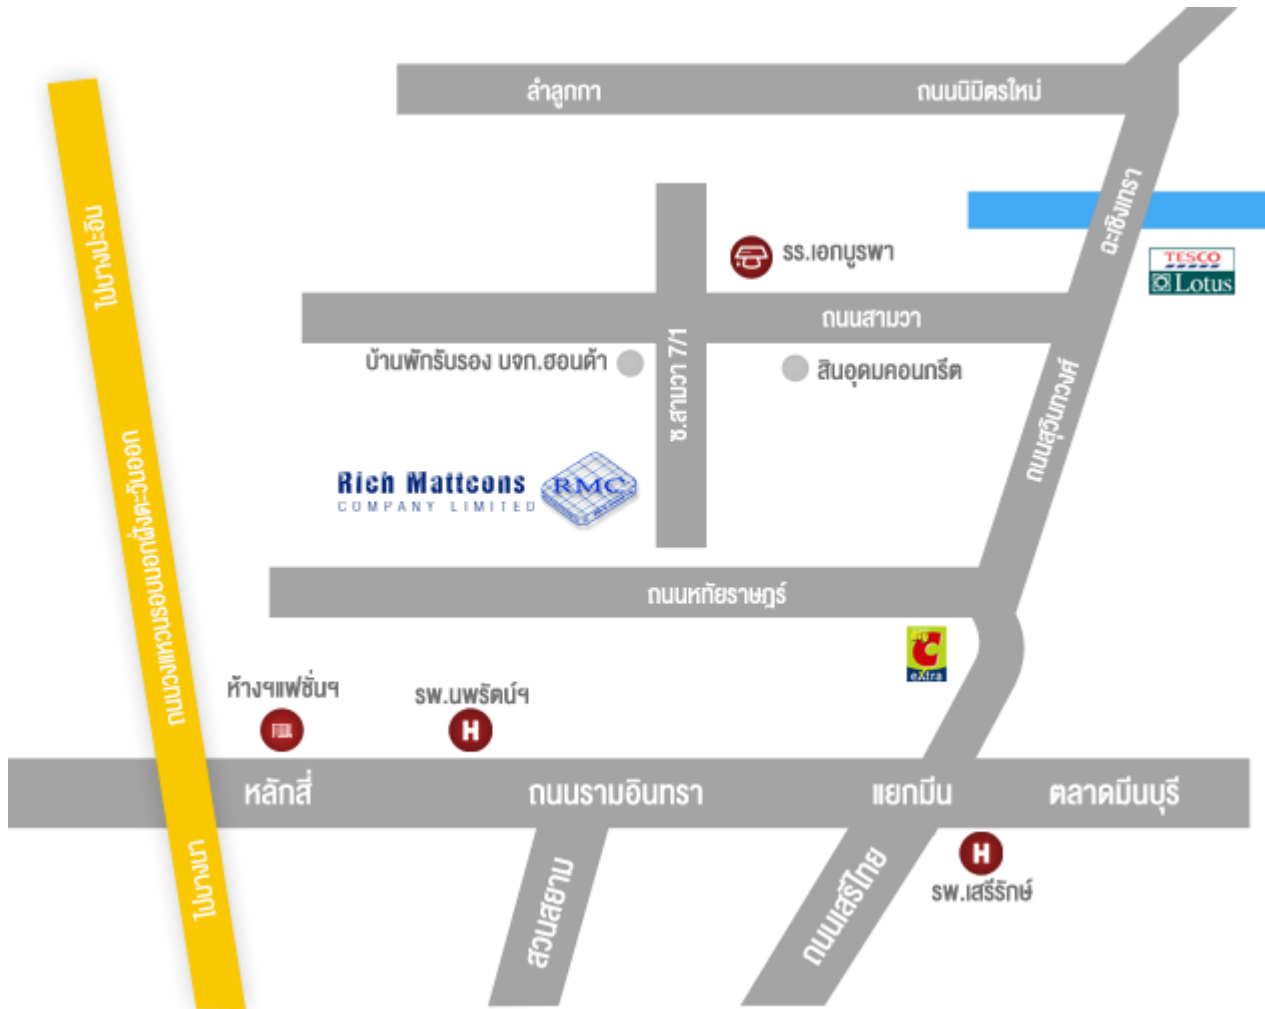 ลำลูกกา
ถนนนิมิตรใหม่
ฉะเชิงเทรา
ไปบางปะอิน
รร.เอกบูรพา
TESCO
Lotus
ถนนสามวา
บ้านพักรับรอง บจก.ฮอนด้า
ซ.สามวา 7/1
สินอุดมคอนกรีต
ถนนสุวินทวงศ์
Rich Mattcons
COMPANY LIMITED
RMC
ถนนวงแหวนรอบนอกฝั่งตะวันออก
ถนนหทัยราษฎร์
C
eXtra
ห้างฯแฟชั่นฯ
รพ.นพรัตน์ฯ
H
หลักสี่
ถนนรามอินทรา
แยกมีน
ตลาดมีนบุรี
ไปบางนา
สวนสยาม
ถนนเสรีไทย
H
รพ.เสรีรักษ์